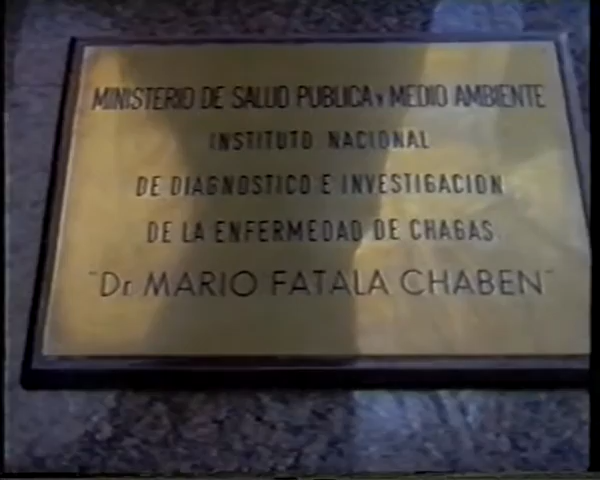 MINISTERIO DE SALUD PUBLICA Y MEDIO AMBIENTE
INSTITUTO NACIONAL
DE DIAGNOSTICO E INVESTIGACION
DE LA ENFERMEDAD DE CHAGAS
"Dr. MARIO FATALA CHABEN"